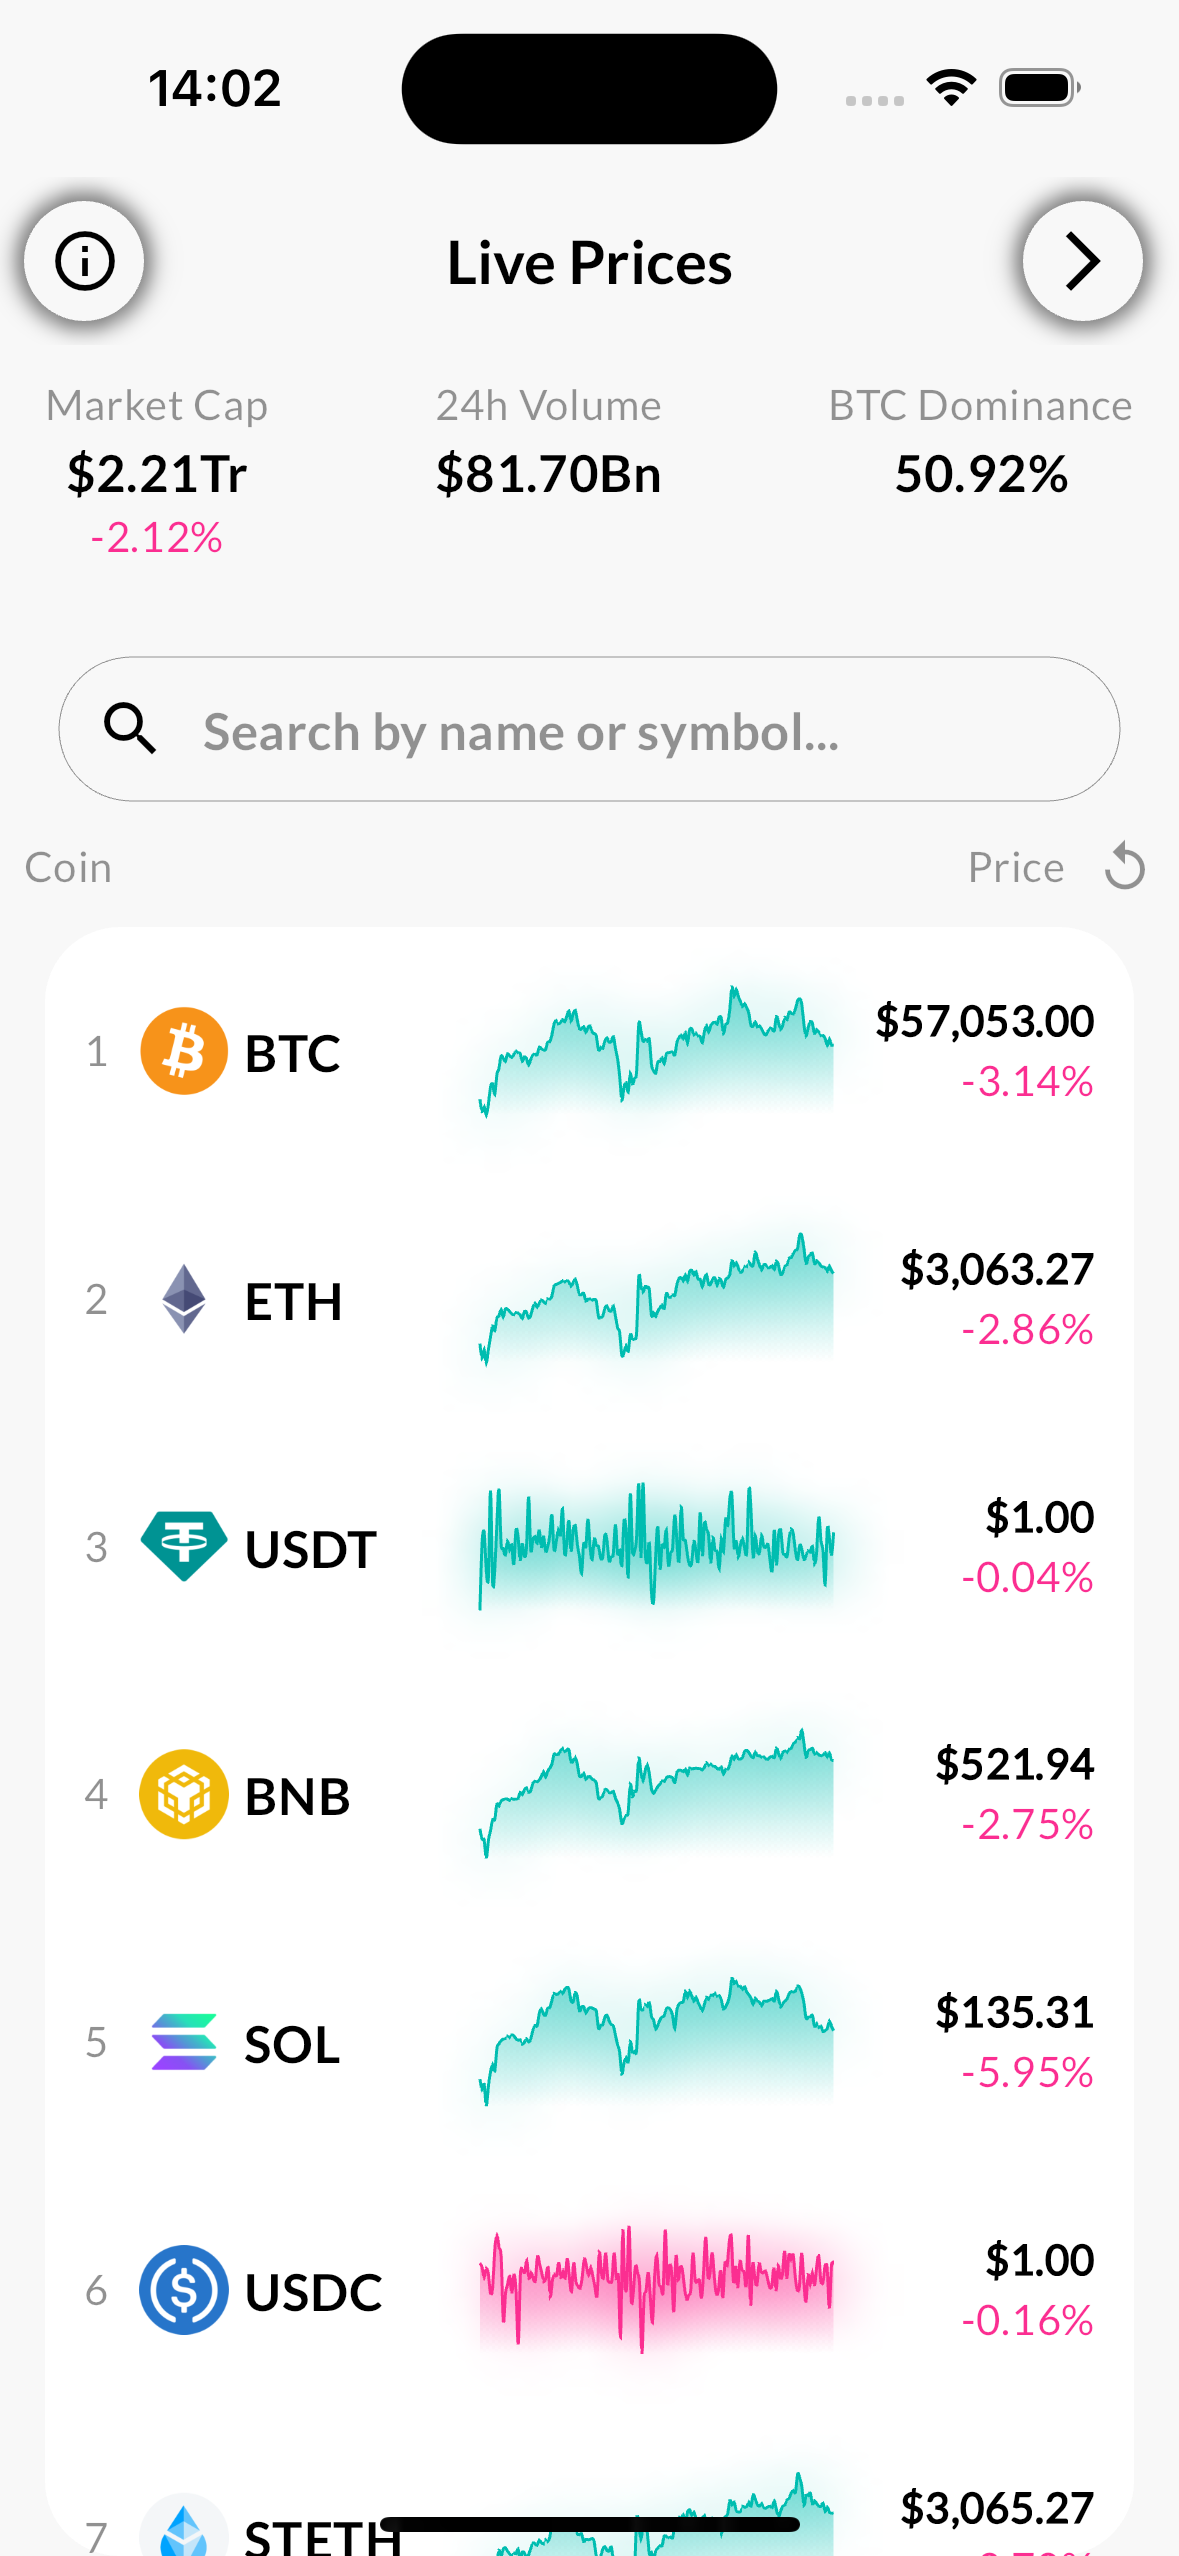 14:02
Live Prices
Market Cap 24h Volume BTC Dominance
$2.21Tr $81.70Bn 50.92%
-2.12%
Search by name or symbol...
Coin Price
1 BTC $57,053.00
-3.14%
2 ETH $3,063.27
-2.86%
3 USDT $1.00
-0.04%
4 BNB $521.94
-2.75%
5 SOL $135.31
-5.95%
6 USDC $1.00
-0.16%
7 STETH $3,065.27